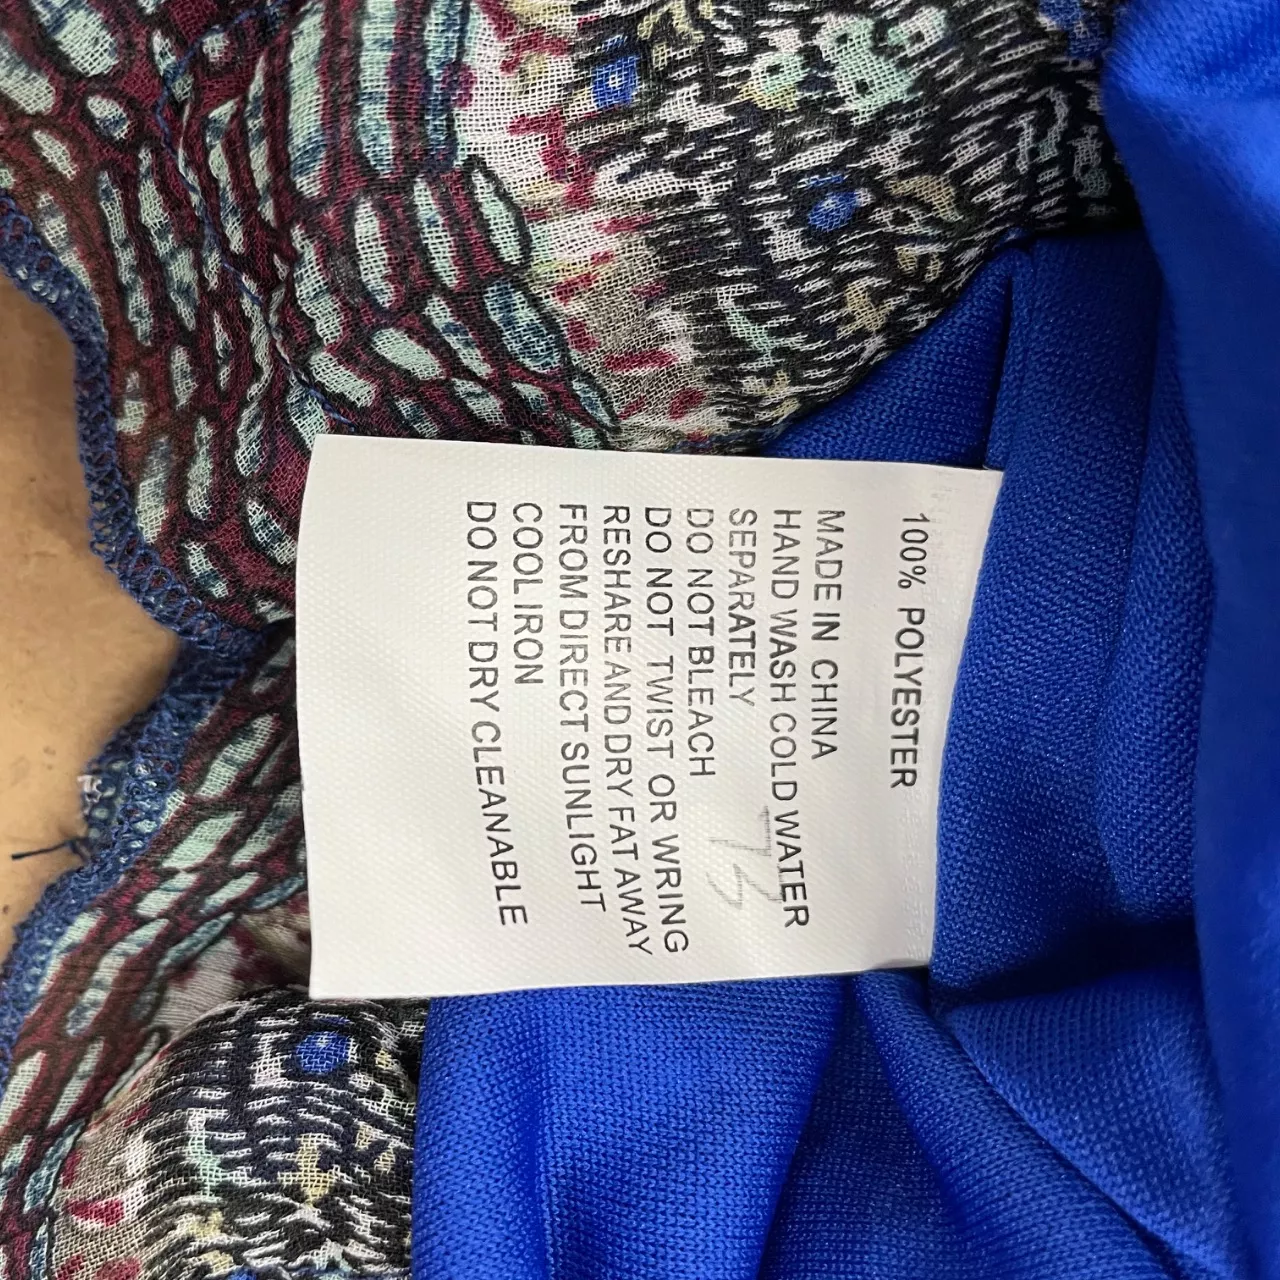 100% POLYESTER
MADE IN CHINA
HAND WASH COLD WATER
SEPARATELY
DO NOT BLEACH
DO NOT TWIST OR WRING
RESHARE AND DRY FAT AWAY
FROM DIRECT SUNLIGHT
COOL IRON
DO NOT DRY CLEANABLE